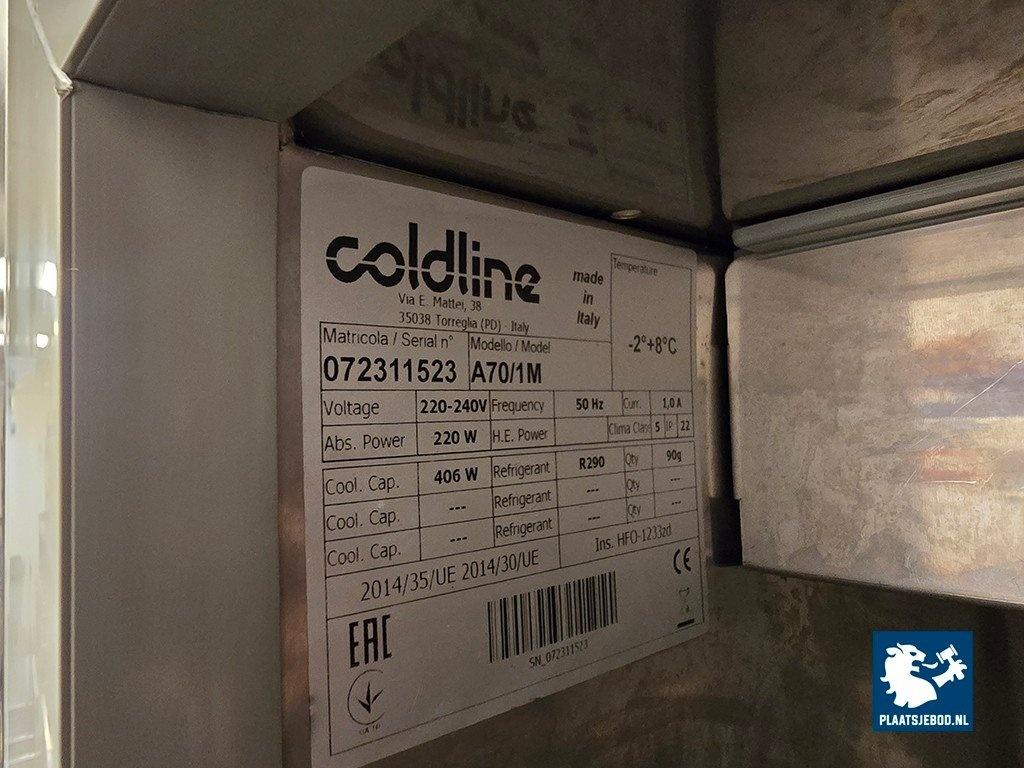 coldline
Via E. Mattei, 38
35038 Torreglia (PD) - Italy
made
in
Italy
Temperature
-2°+8°C
Matricola / Serial n°
072311523
Modello / Model
A70/1M
Voltage 220-240V Frequency 50 Hz Curr. 1,0 A
Abs. Power 220 W H.E. Power Clima Class 5 IP 22
Cool. Cap. 406 W Refrigerant R290 Qty 90g
Cool. Cap. --- Refrigerant --- Qty ---
Cool. Cap. --- Refrigerant --- Qty ---
2014/35/UE 2014/30/UE Ins. HFO-1233zd
CE
EAC
SN_072311523
PLAATSJEBOD.NL